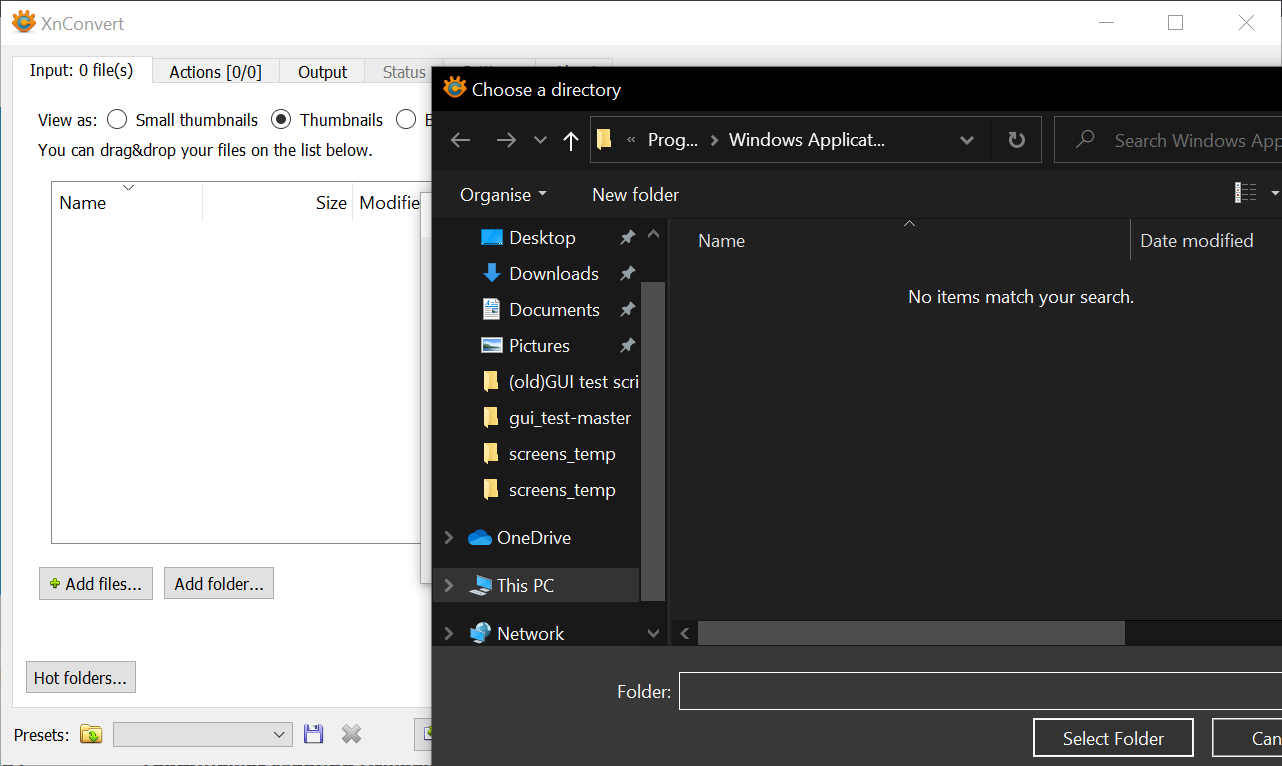 XnConvert
Input: 0 file(s)
Actions [0/0]
Output
Status
View as:
Small thumbnails
Thumbnails
You can drag&drop your files on the list below.
Name
Size
Modifie
Add files...
Add folder...
Hot folders...
Presets:
Choose a directory
« Prog... > Windows Applicat...
Search Windows App
Organise
New folder
Desktop
Downloads
Documents
Pictures
(old)GUI test scri
gui_test-master
screens_temp
screens_temp
OneDrive
This PC
Network
Name
Date modified
No items match your search.
Folder:
Select Folder
Can